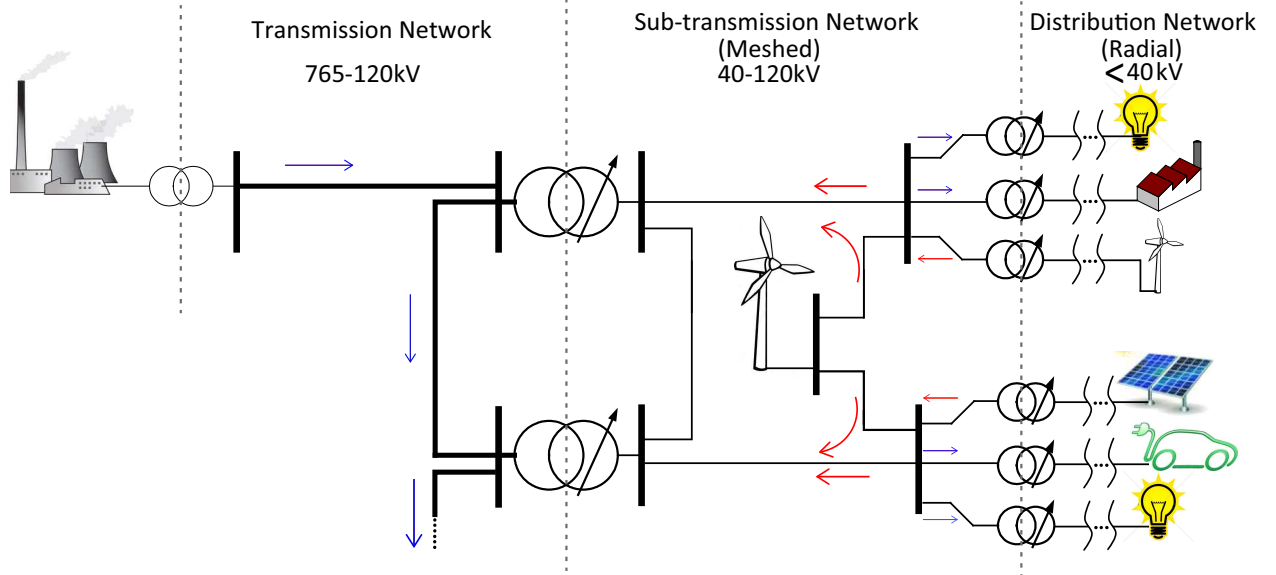 Transmission Network
765-120kV
Sub-transmission Network
(Meshed)
40-120kV
Distribution Network
(Radial)
<40kV